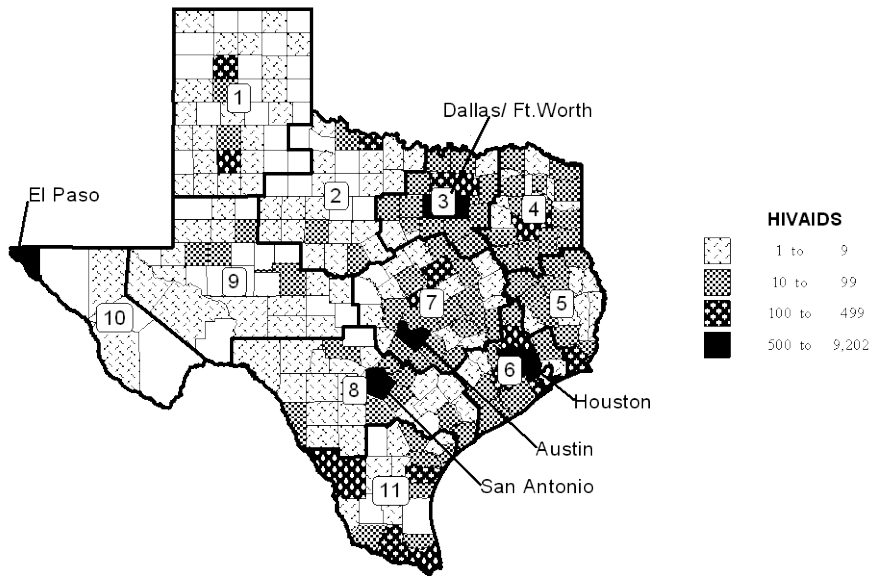 1
Dallas/ Ft.Worth
El Paso
2
3
4
HIVAIDS
1 to 9
10 to 99
100 to 499
500 to 9,202
9
7
5
10
6
8
Houston
Austin
San Antonio
11